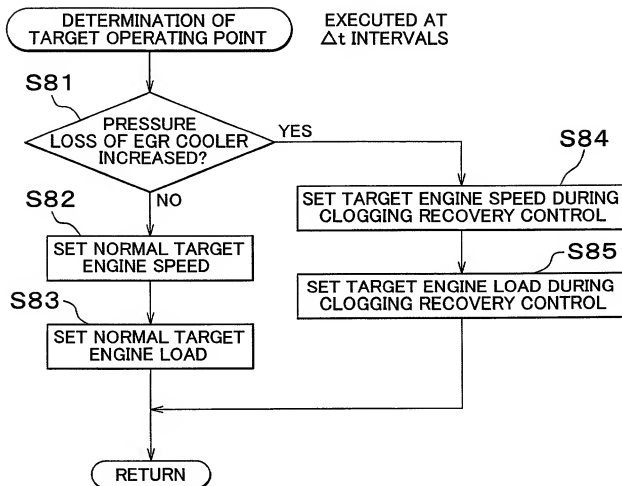 DETERMINATION OF
TARGET OPERATING POINT
EXECUTED AT
Δt INTERVALS
S81
PRESSURE
LOSS OF EGR COOLER
INCREASED?
YES
NO
S82
SET NORMAL TARGET
ENGINE SPEED
S83
SET NORMAL TARGET
ENGINE LOAD
S84
SET TARGET ENGINE SPEED DURING
CLOGGING RECOVERY CONTROL
S85
SET TARGET ENGINE LOAD DURING
CLOGGING RECOVERY CONTROL
RETURN